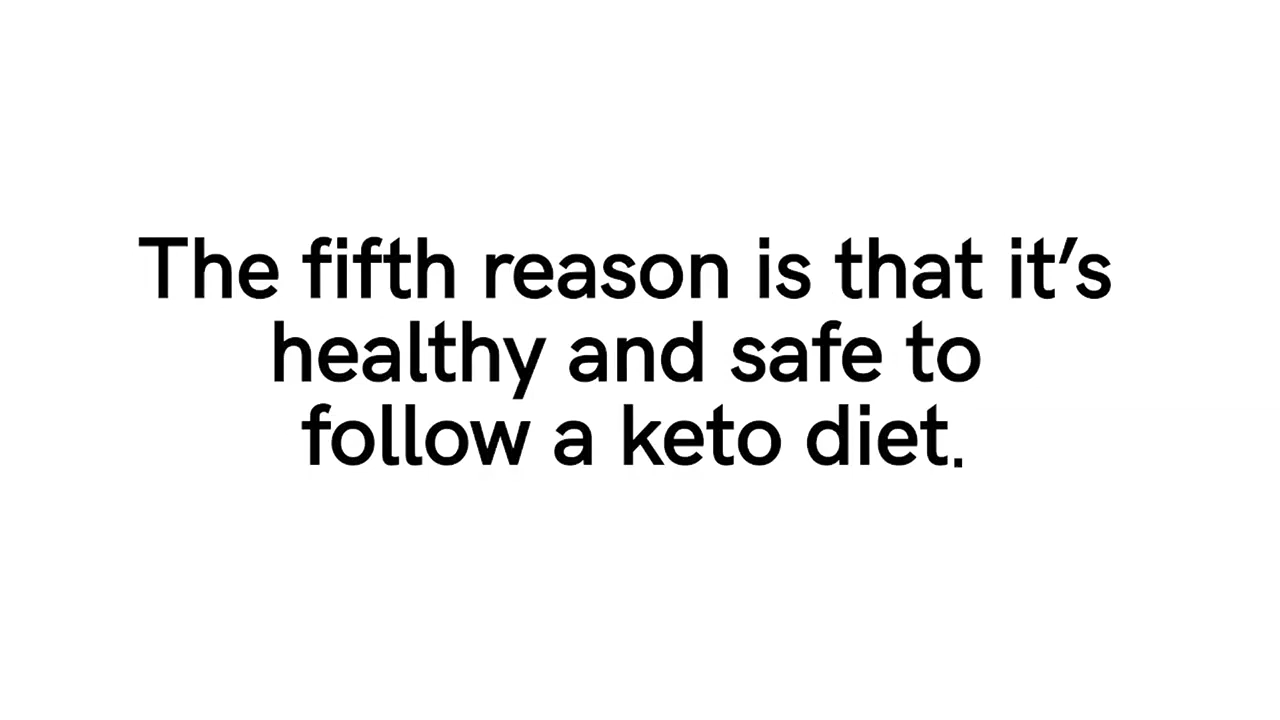 The fifth reason is that it’s
healthy and safe to
follow a keto diet.